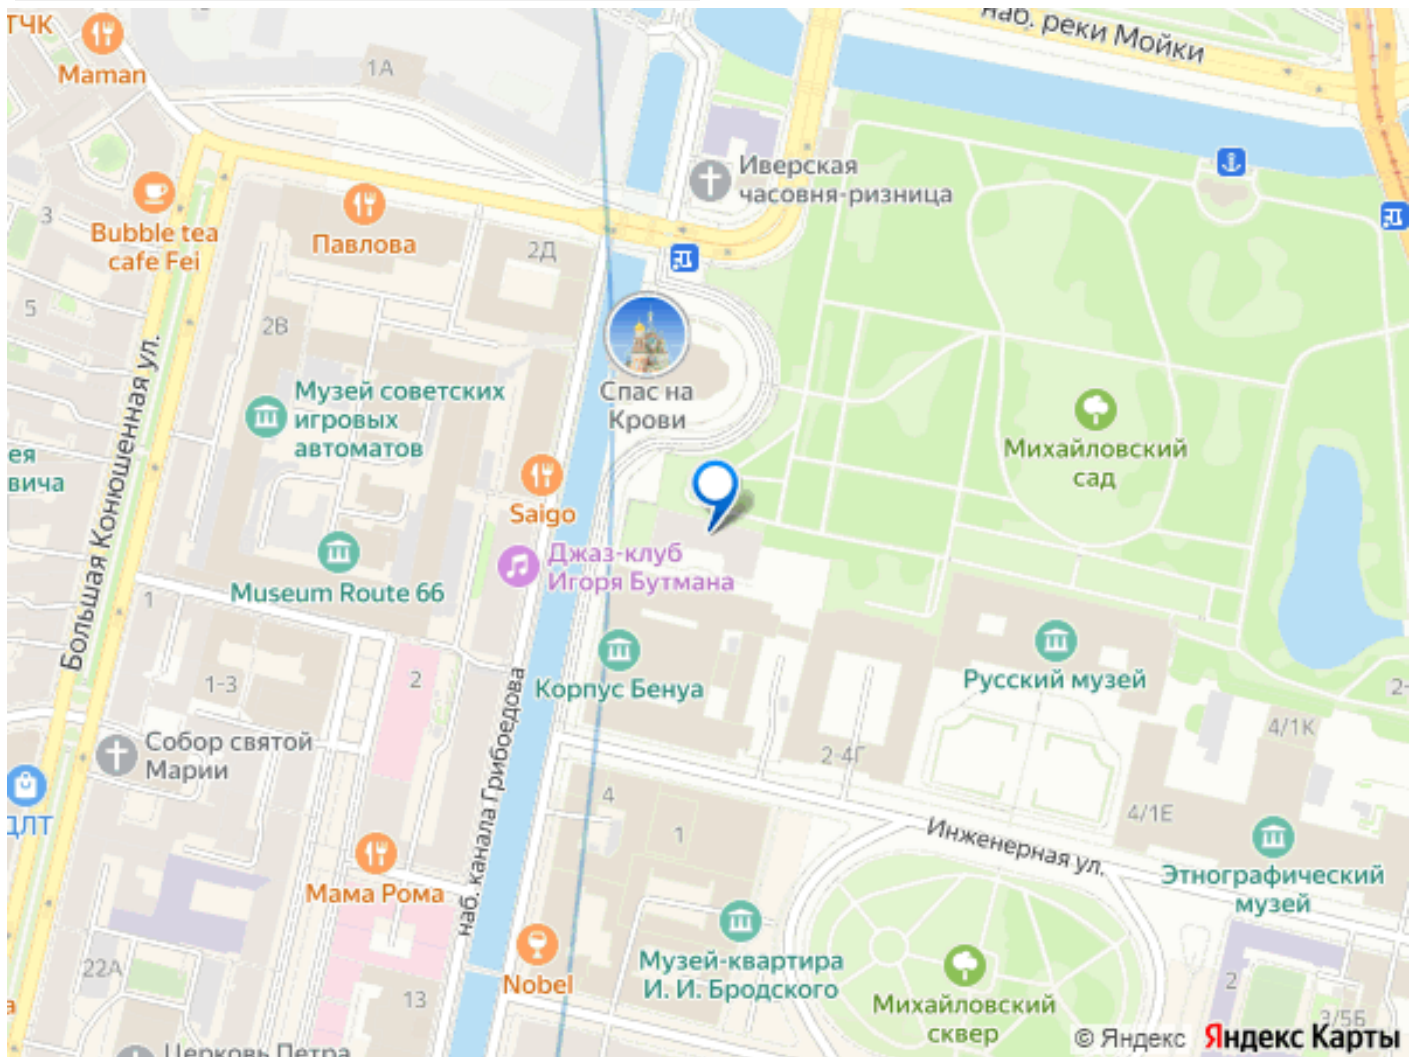 ТЧК
Maman
1А
наб. реки Мойки
Иверская
часовня-ризница
3
Bubble tea
cafe Fei
Павлова
2Д
5
2В
Спас на
Крови
Музей советских
игровых
автоматов
Михайловский
сад
ея
вича
Большая Конюшенная ул.
Saigo
Джаз-клуб
Игоря Бутмана
Museum Route 66
1
2
1-3
Корпус Бенуа
Русский музей
2-
4/1К
Собор святой
Марии
2-4Г
ДЛТ
наб. канала Грибоедова
4
1
4/1Е
Инженерная ул.
Этнографический
музей
Мама Рома
Музей-квартира
И. И. Бродского
Nobel
22А
13
2
Михайловский
сквер
3/5Б
а
Церковь Петра
© Яндекс Яндекс Карты